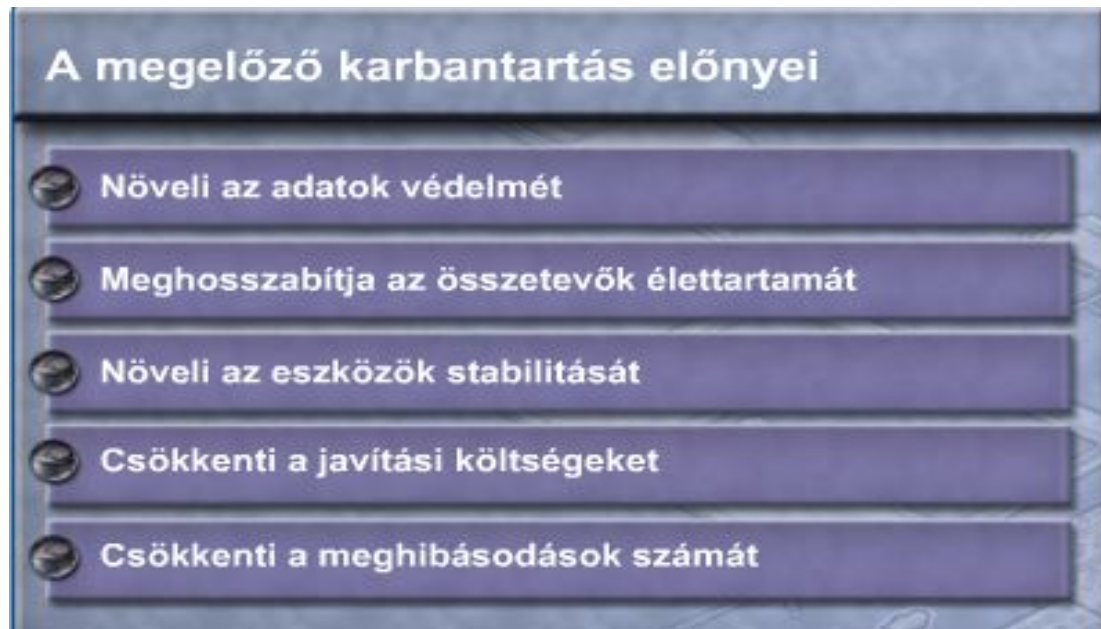 A megelőző karbantartás előnyei
Növeli az adatok védelmét
Meghosszabítja az összetevők élettartamát
Növeli az eszközök stabilitását
Csökkenti a javítási költségeket
Csökkenti a meghibásodások számát